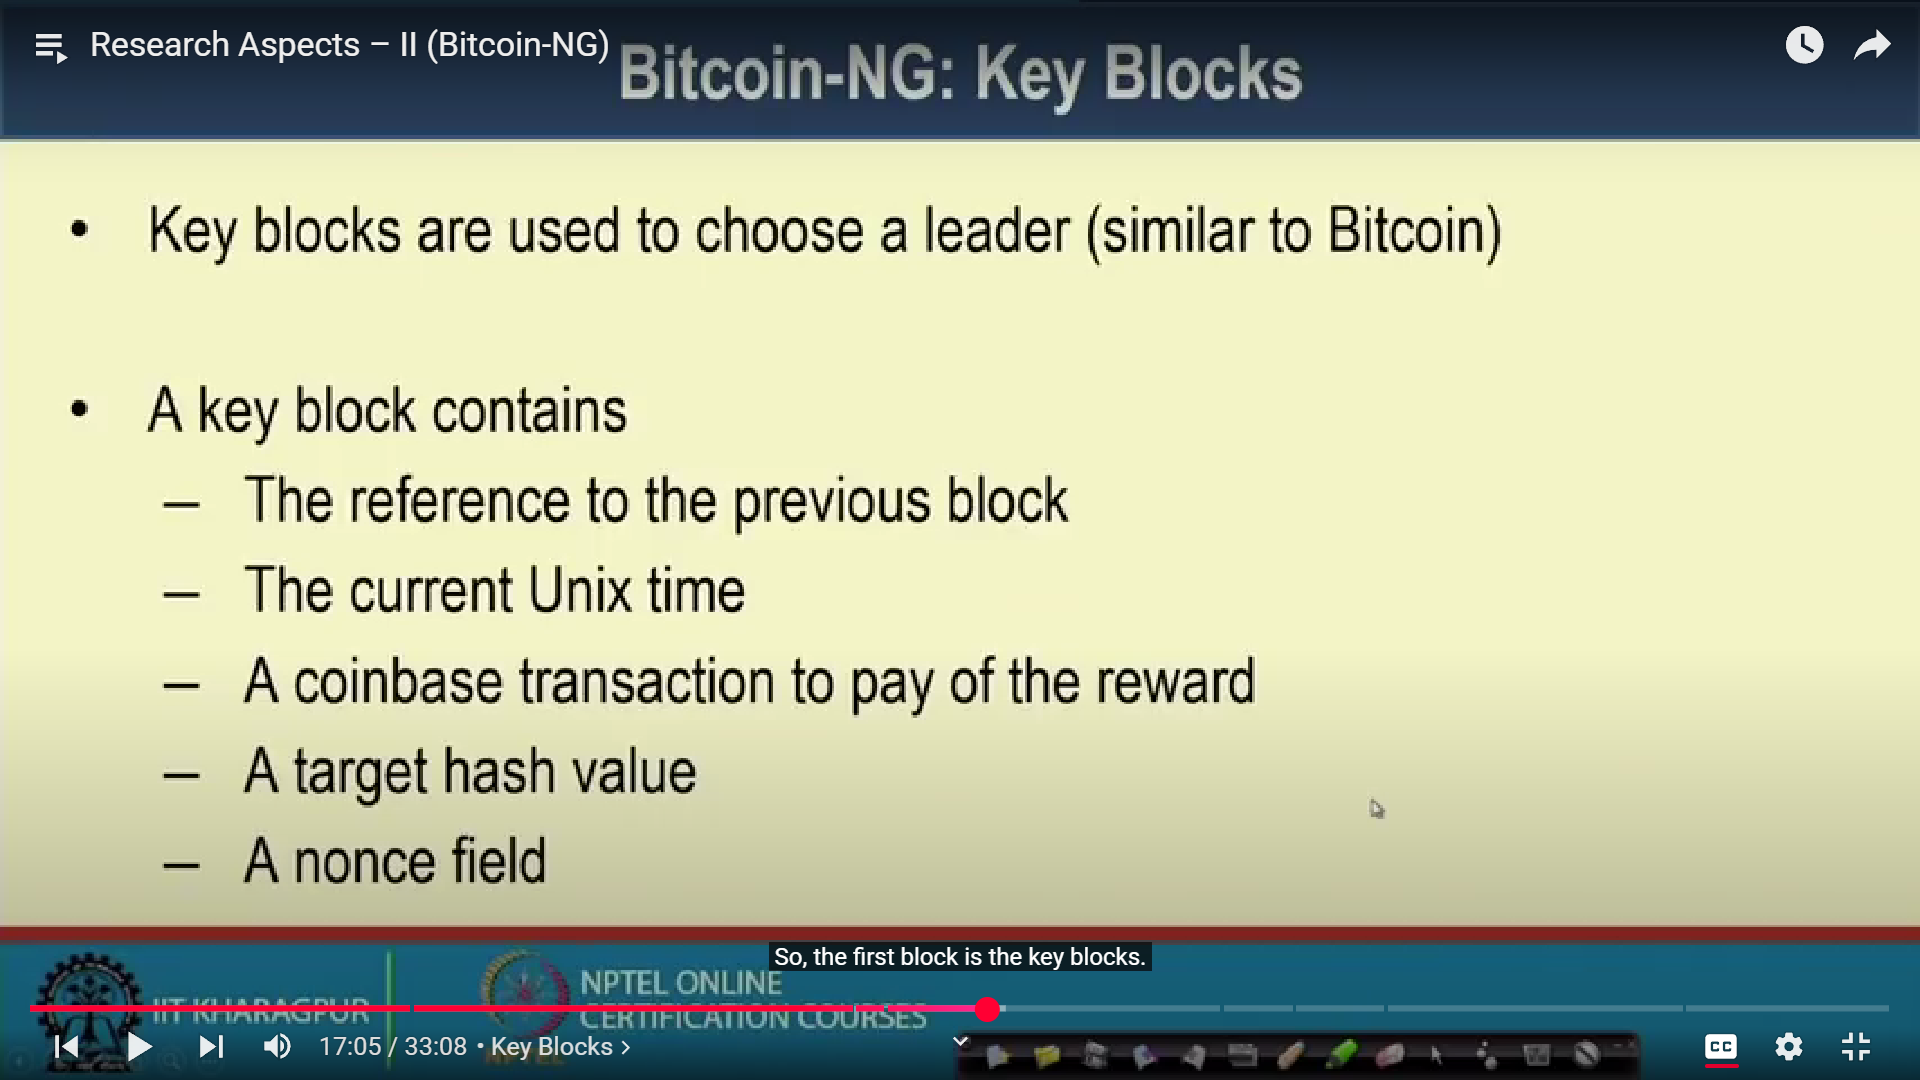 Research Aspects – II (Bitcoin-NG)
Bitcoin-NG: Key Blocks
• Key blocks are used to choose a leader (similar to Bitcoin)
• A key block contains
– The reference to the previous block
– The current Unix time
– A coinbase transaction to pay of the reward
– A target hash value
– A nonce field
So, the first block is the key blocks.
IIT KHARAGPUR
NPTEL ONLINE
CERTIFICATION COURSES
NPTEL
17:05 / 33:08 • Key Blocks
CC